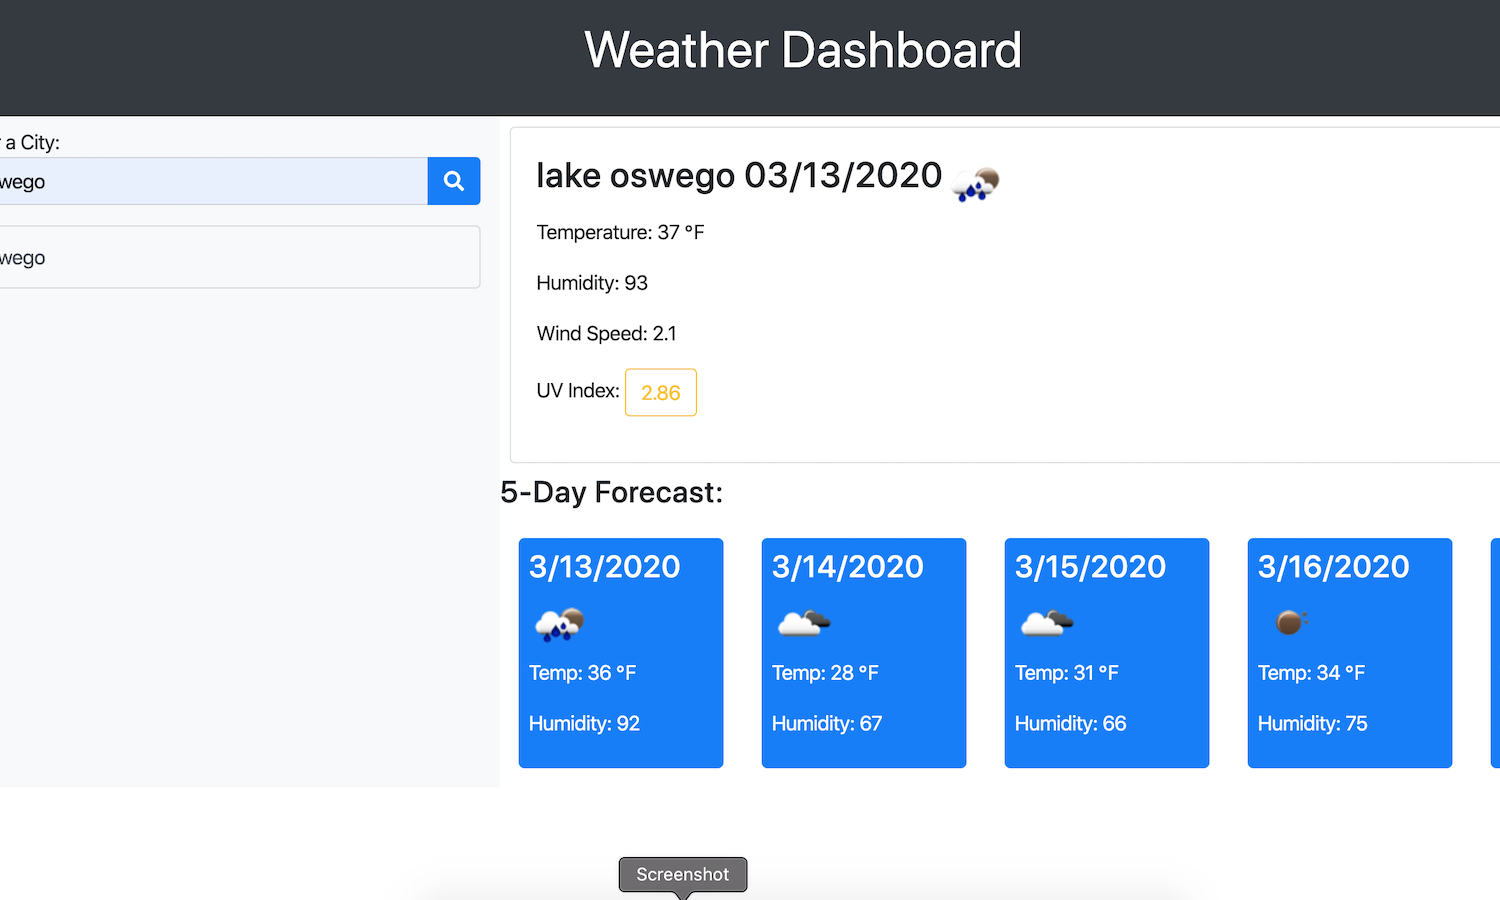 Weather Dashboard
a City:
wego
wego
lake oswego 03/13/2020
Temperature: 37 °F
Humidity: 93
Wind Speed: 2.1
UV Index: 2.86
5-Day Forecast:
3/13/2020
Temp: 36 °F
Humidity: 92
3/14/2020
Temp: 28 °F
Humidity: 67
3/15/2020
Temp: 31 °F
Humidity: 66
3/16/2020
Temp: 34 °F
Humidity: 75
Screenshot